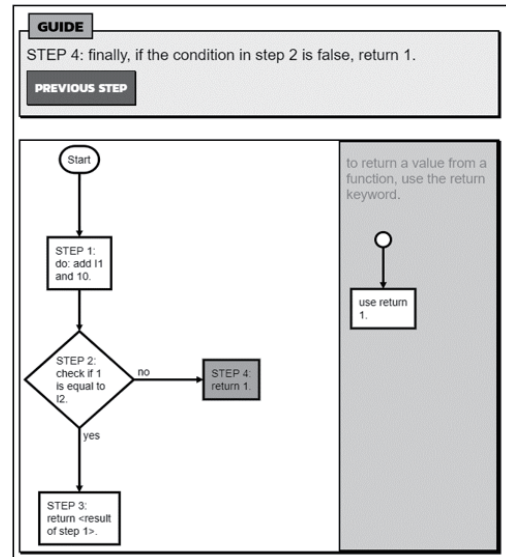 GUIDE
STEP 4: finally, if the condition in step 2 is false, return 1.
PREVIOUS STEP
Start
STEP 1:
do: add I1
and 10.
STEP 2:
check if 1
is equal to
I2.
no
STEP 4:
return 1.
yes
STEP 3:
return <result
of step 1>.
to return a value from a
function, use the return
keyword.
use return
1.